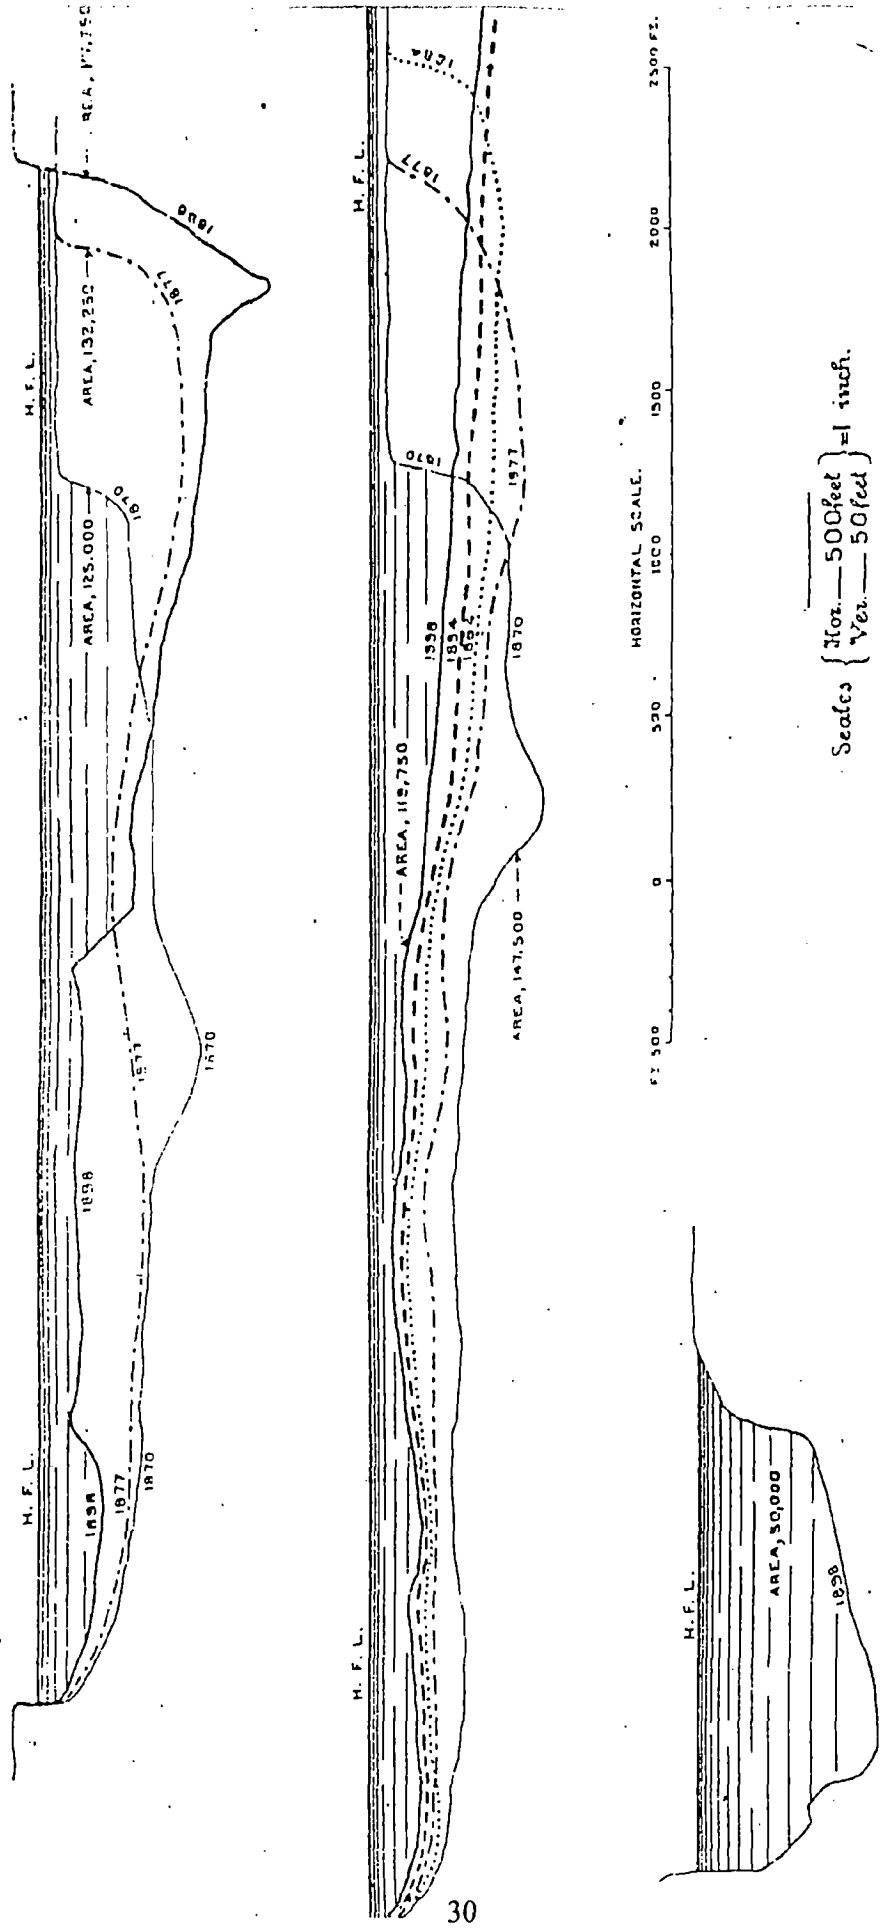 H. F. L.
H. F. L.
AREA, 132,250
AREA, 125.000
1877
1870
1877
1870
1898
1898
1877
1870
H. F. L.
H. F. L.
1884
1877
1870
1877
1898
1894
1870
AREA, 119,750
AREA, 147,500
HORIZONTAL SCALE.
FT 500
0
500
1000
1500
2000
2500 FT.
H. F. L.
AREA, 50,000
1898
Scales { Hor. — 500 feet } = 1 inch.
Ver. — 50 feet
30